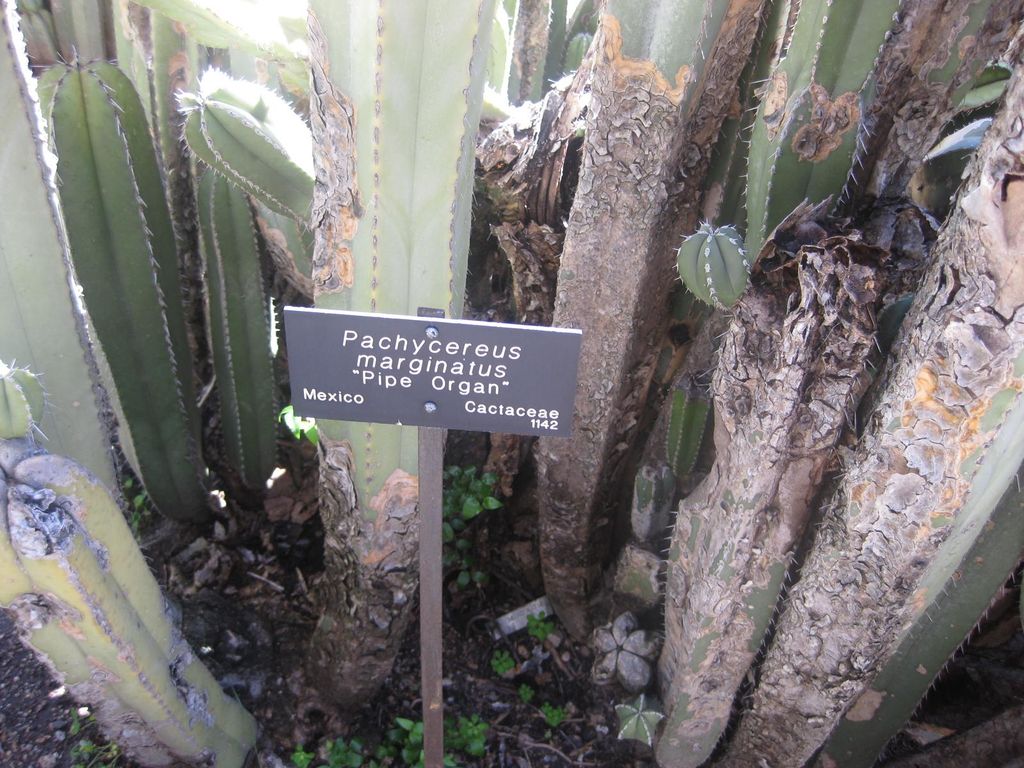 Pachycereus
marginatus
"Pipe Organ"
Mexico
Cactaceae
1142